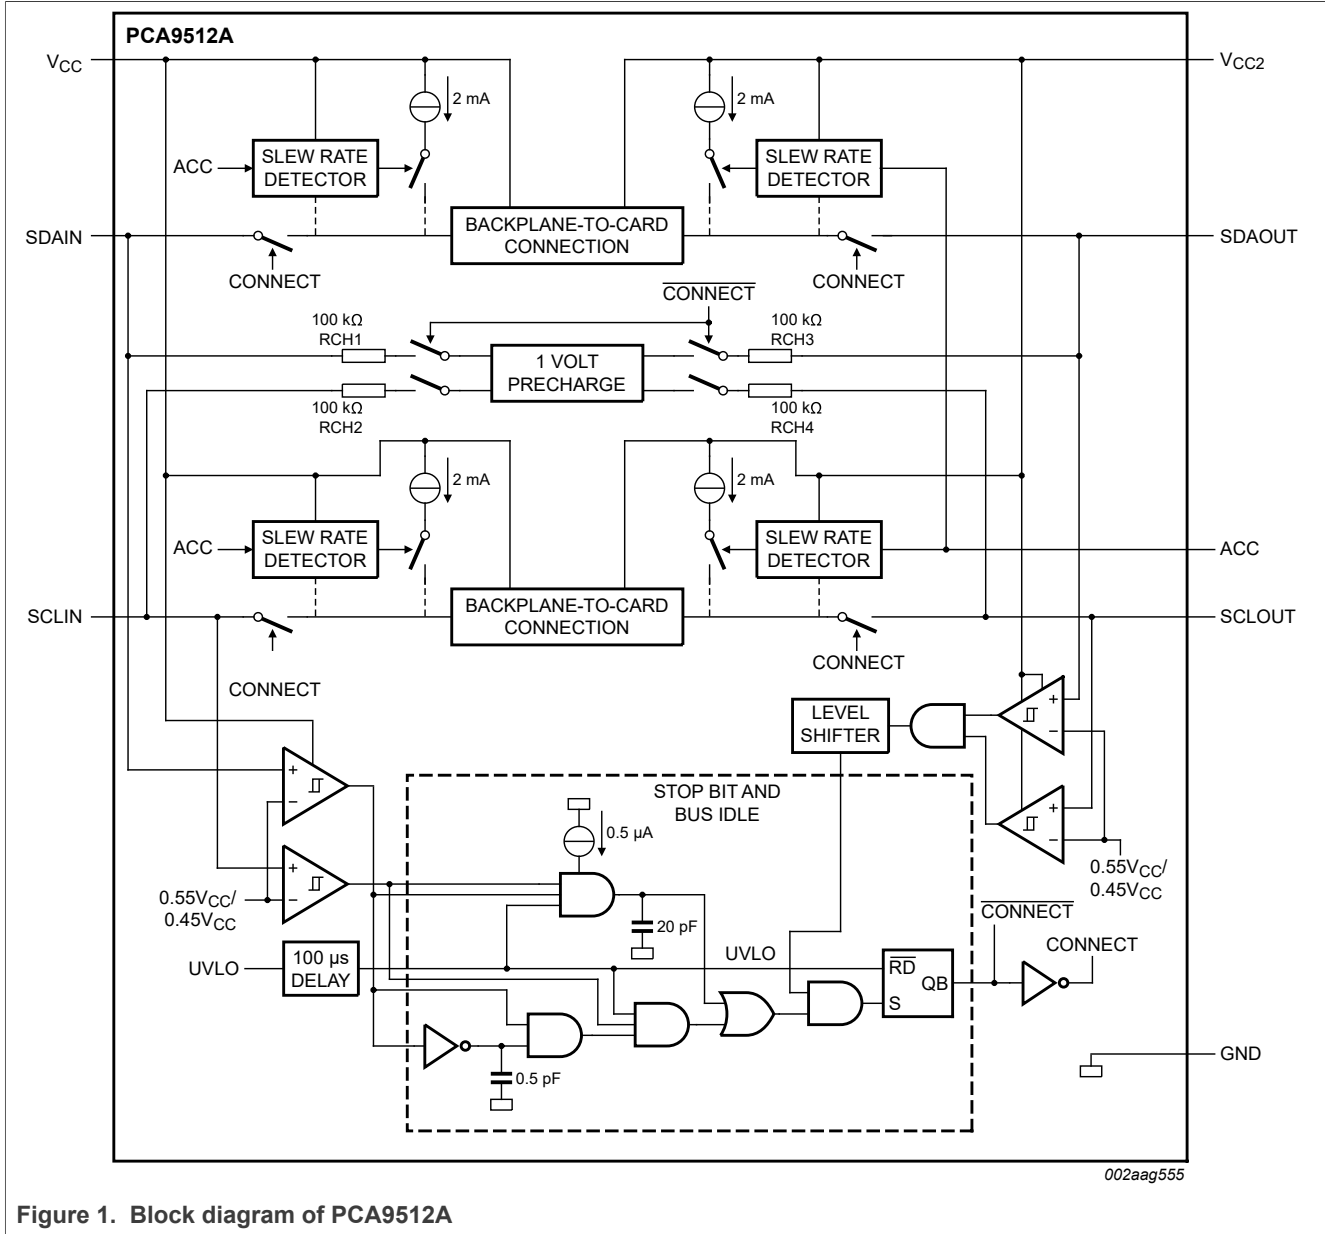 PCA9512A
VCC
VCC2
2 mA
2 mA
ACC
SLEW RATE
DETECTOR
SLEW RATE
DETECTOR
SDAIN
BACKPLANE-TO-CARD
CONNECTION
SDAOUT
CONNECT
CONNECT
CONNECT
100 kΩ
RCH1
100 kΩ
RCH3
1 VOLT
PRECHARGE
100 kΩ
RCH2
100 kΩ
RCH4
2 mA
2 mA
ACC
SLEW RATE
DETECTOR
SLEW RATE
DETECTOR
ACC
SCLIN
BACKPLANE-TO-CARD
CONNECTION
SCLOUT
CONNECT
CONNECT
LEVEL
SHIFTER
+
−
+
−
STOP BIT AND
BUS IDLE
0.5 µA
+
−
+
−
0.55VCC/
0.45VCC
0.55VCC/
0.45VCC
20 pF
CONNECT
CONNECT
UVLO
100 µs
DELAY
UVLO
RD
QB
S
0.5 pF
GND
002aag555
Figure 1. Block diagram of PCA9512A